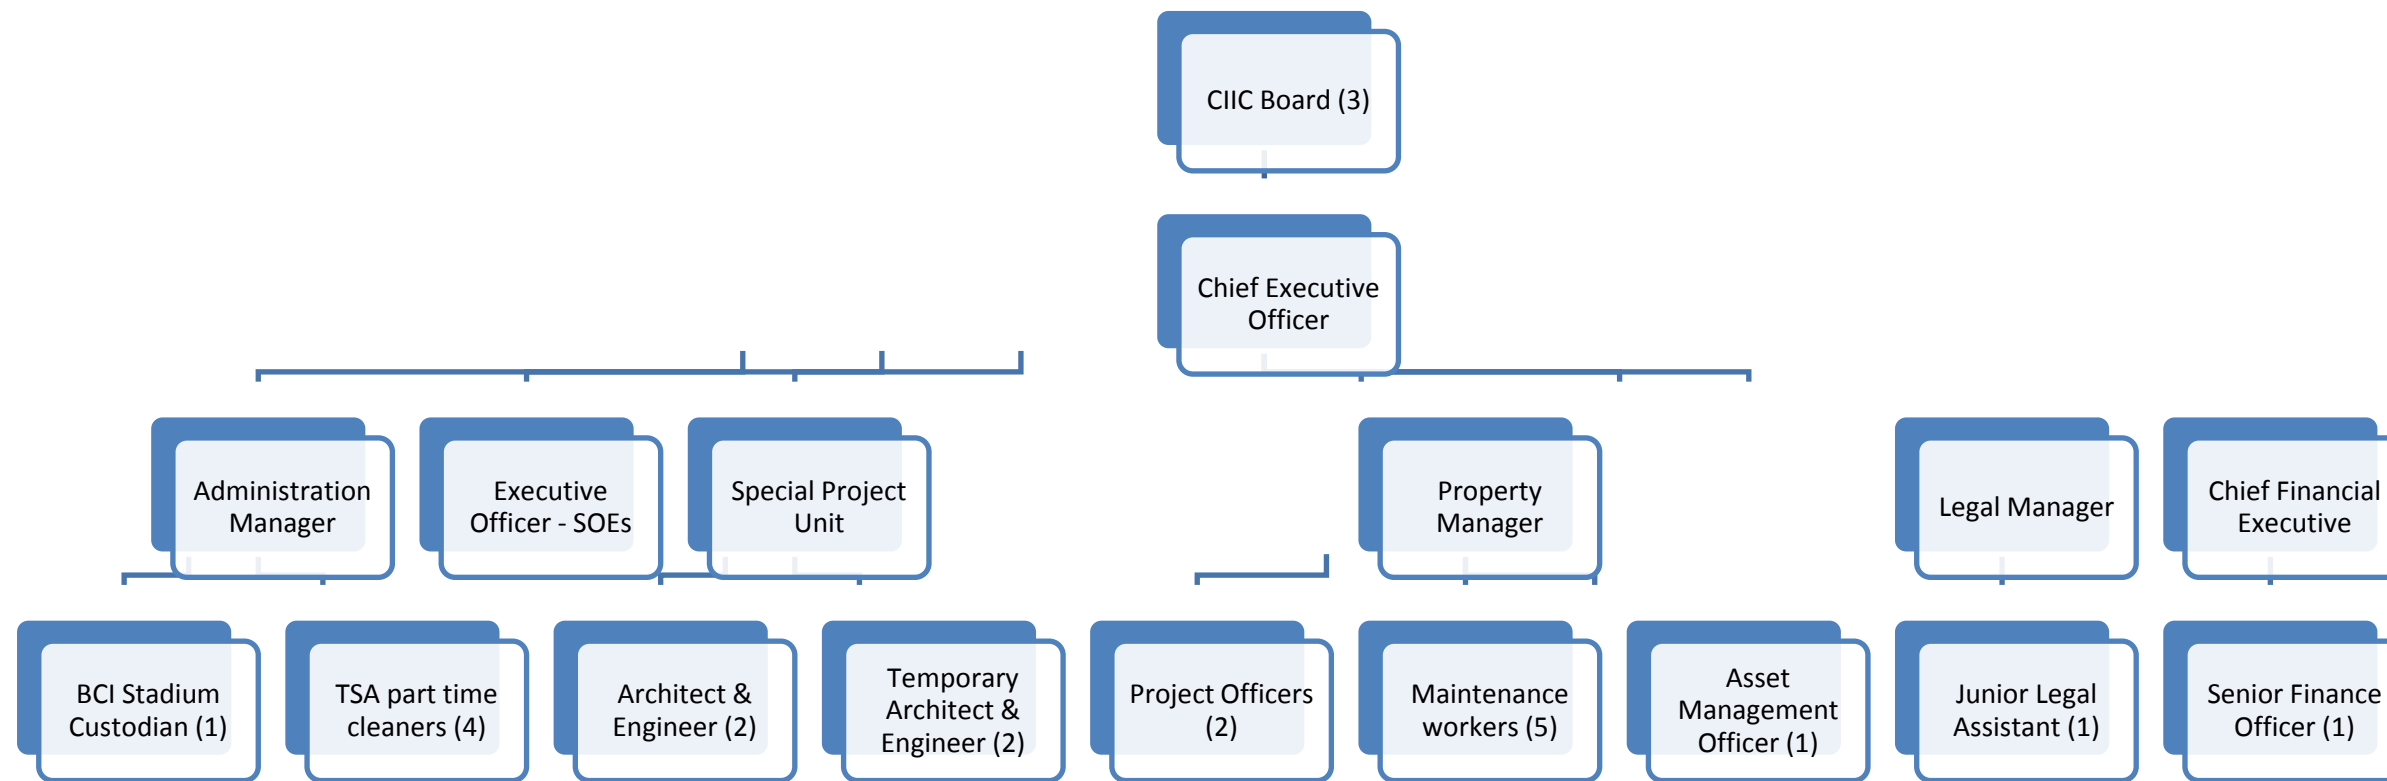 CIIC Board (3)
Chief Executive
Officer
Administration
Manager
Executive
Officer - SOEs
Special Project
Unit
Property
Manager
Legal Manager
Chief Financial
Executive
BCI Stadium
Custodian (1)
TSA part time
cleaners (4)
Architect &
Engineer (2)
Temporary
Architect &
Engineer (2)
Project Officers
(2)
Maintenance
workers (5)
Asset
Management
Officer (1)
Junior Legal
Assistant (1)
Senior Finance
Officer (1)